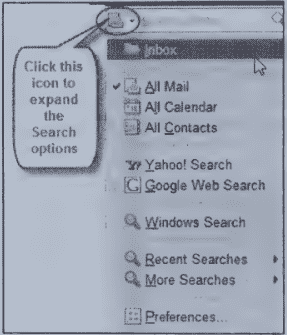 Click this
icon to
expand
the
Search
options
Inbox
All Mail
All Calendar
All Contacts
Yahoo! Search
Google Web Search
Windows Search
Recent Searches
More Searches
Preferences...